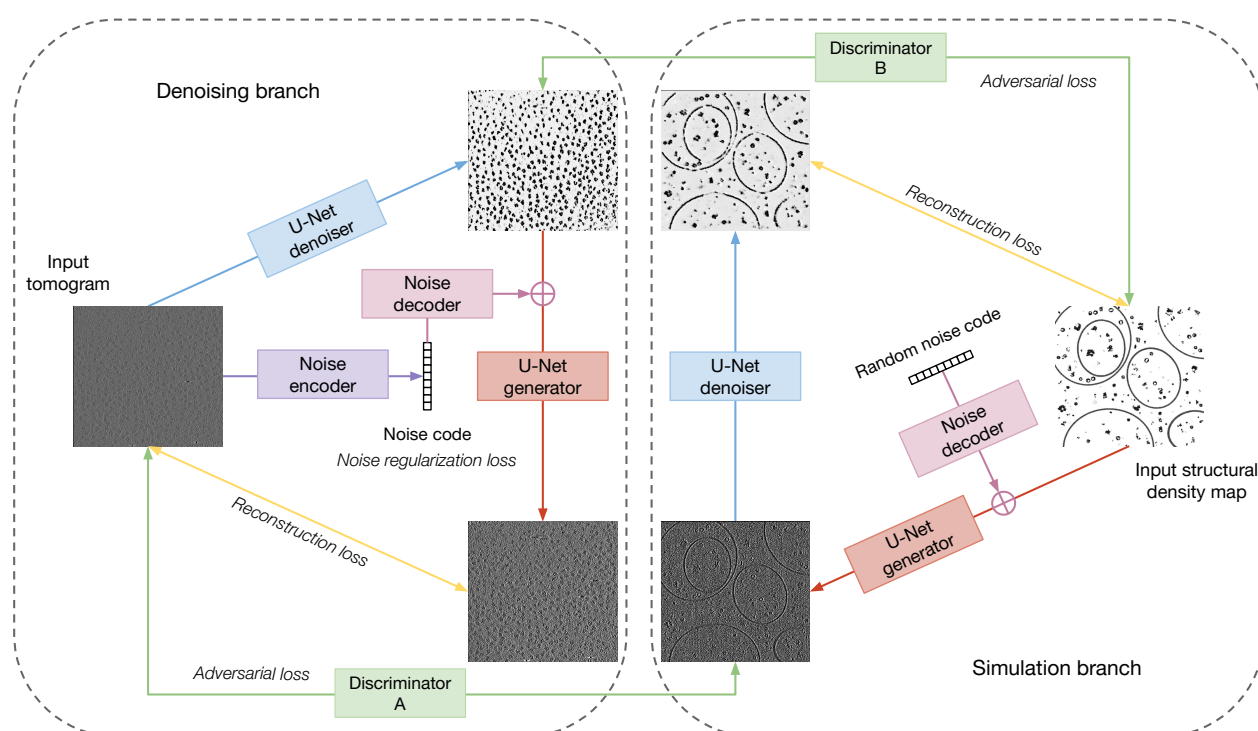 Denoising branch
U-Net
denoiser
Input
tomogram
Noise
decoder
Noise
encoder
U-Net
generator
Noise code
Noise regularization loss
Reconstruction loss
Adversarial loss
Discriminator
A
Discriminator
B
Adversarial loss
Reconstruction loss
U-Net
denoiser
Random noise code
Noise
decoder
Input structural
density map
U-Net
generator
Simulation branch